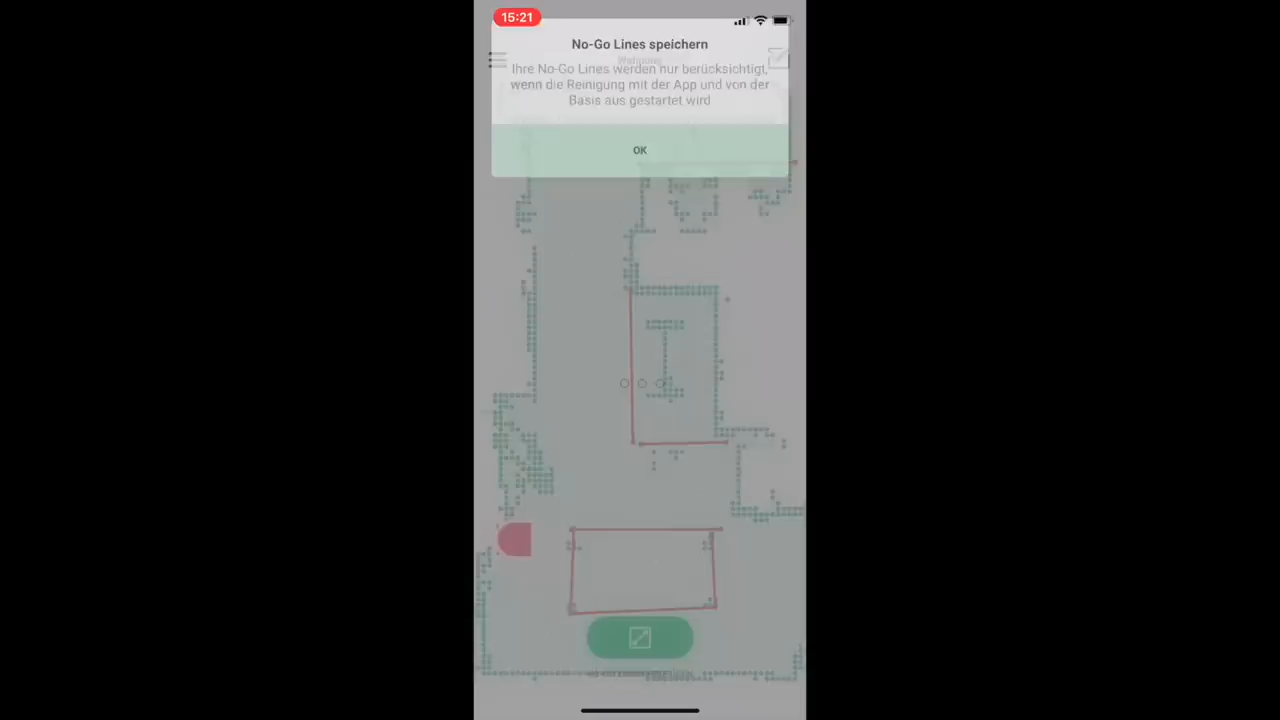 15:21
No-Go Lines speichern
Ihre No-Go Lines werden nur berücksichtigt,
wenn die Reinigung mit der App und von der
Basis aus gestartet wird
OK